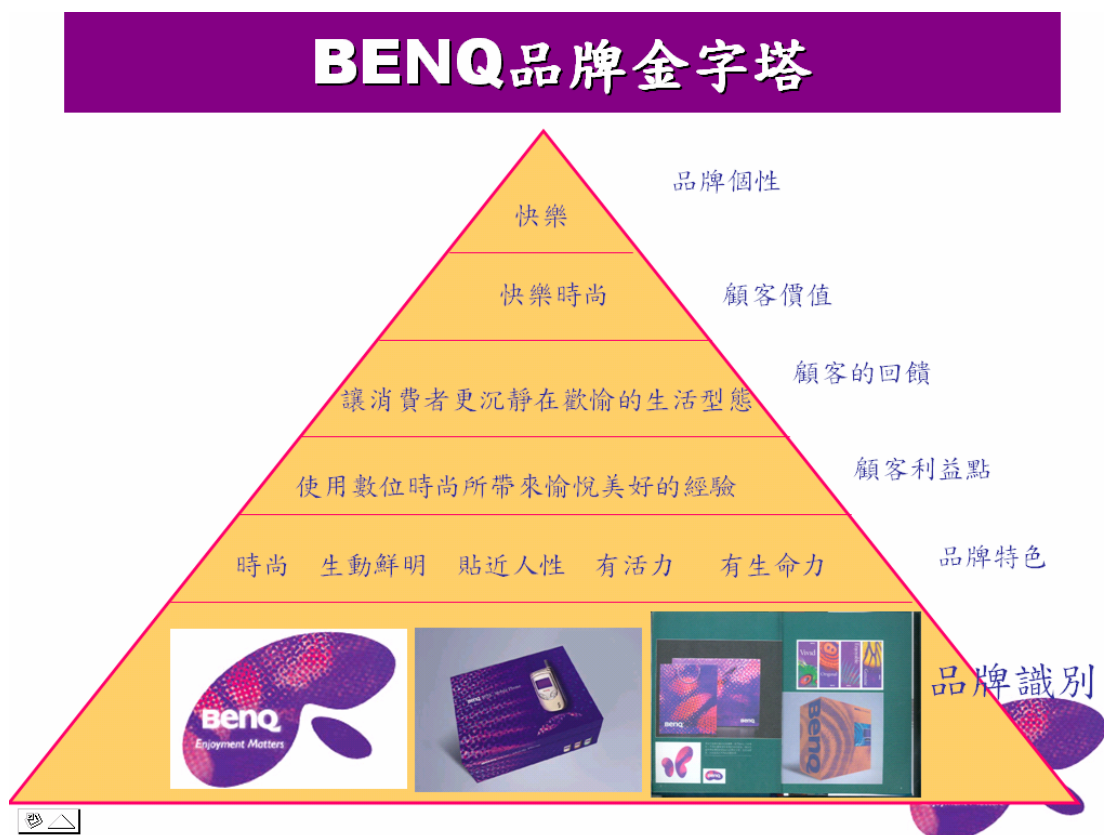 BENQ品牌金字塔
品牌個性
快樂
快樂時尚
顧客價值
顧客的回饋
讓消費者更沉靜在歡愉的生活型態
顧客利益點
使用數位時尚所帶來愉悅美好的經驗
時尚 生動鮮明 貼近人性 有活力 有生命力
品牌特色
品牌識別
BenQ
Enjoyment Matters
BenQ
BenQ
Vivid
BenQ
BenQ